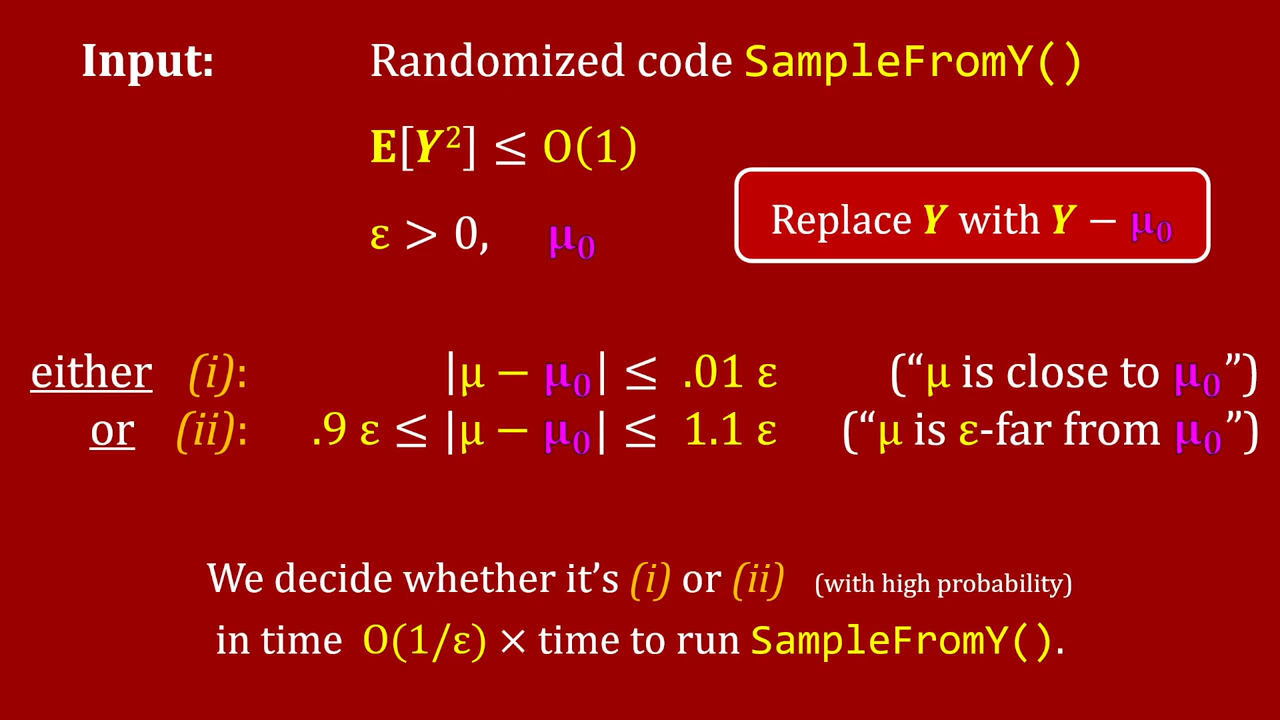 Input: Randomized code SampleFromY()
E[Y²] ≤ O(1)
ε > 0, μ₀
Replace Y with Y − μ₀
either (i): |μ − μ₀| ≤ .01 ε (“μ is close to μ₀”)
or (ii): .9 ε ≤ |μ − μ₀| ≤ 1.1 ε (“μ is ε-far from μ₀”)
We decide whether it’s (i) or (ii) (with high probability)
in time O(1/ε) × time to run SampleFromY().